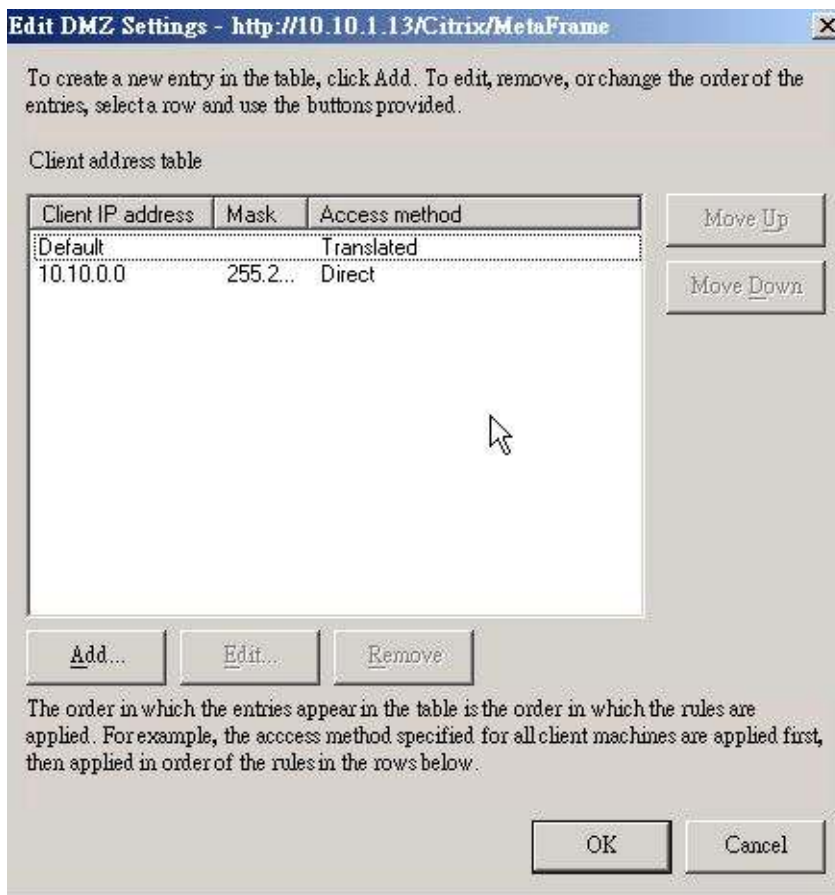 Edit DMZ Settings - http://10.10.1.13/Citrix/MetaFrame
To create a new entry in the table, click Add. To edit, remove, or change the order of the
entries, select a row and use the buttons provided.
Client address table
Client IP address Mask Access method
Default Translated
10.10.0.0 255.2... Direct
Move Up
Move Down
Add... Edit... Remove
The order in which the entries appear in the table is the order in which the rules are
applied. For example, the acccess method specified for all client machines are applied first,
then applied in order of the rules in the rows below.
OK Cancel